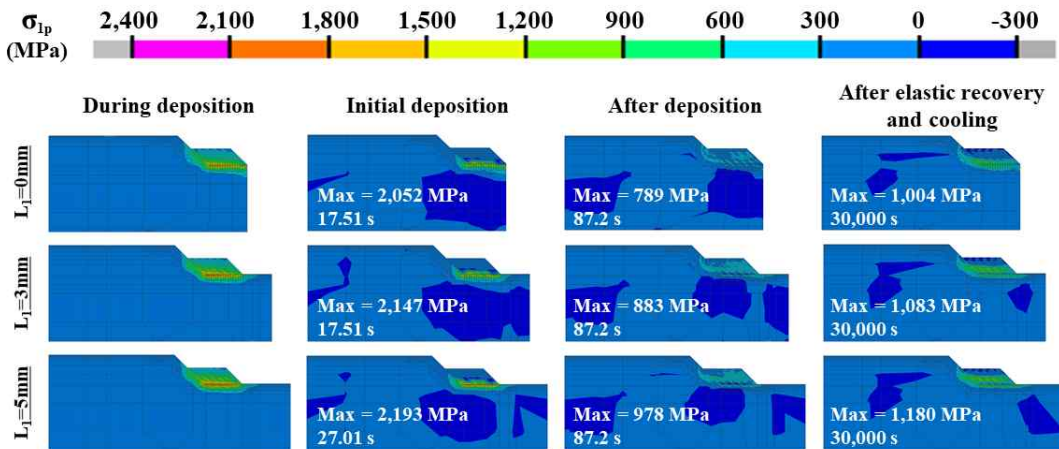 σ1p 2,400 2,100 1,800 1,500 1,200 900 600 300 0 -300
(MPa)
During deposition Initial deposition After deposition After elastic recovery
and cooling
L1=0mm
Max = 2,052 MPa Max = 789 MPa Max = 1,004 MPa
17.51 s 87.2 s 30,000 s
L1=3mm
Max = 2,147 MPa Max = 883 MPa Max = 1,083 MPa
17.51 s 87.2 s 30,000 s
L1=5mm
Max = 2,193 MPa Max = 978 MPa Max = 1,180 MPa
27.01 s 87.2 s 30,000 s